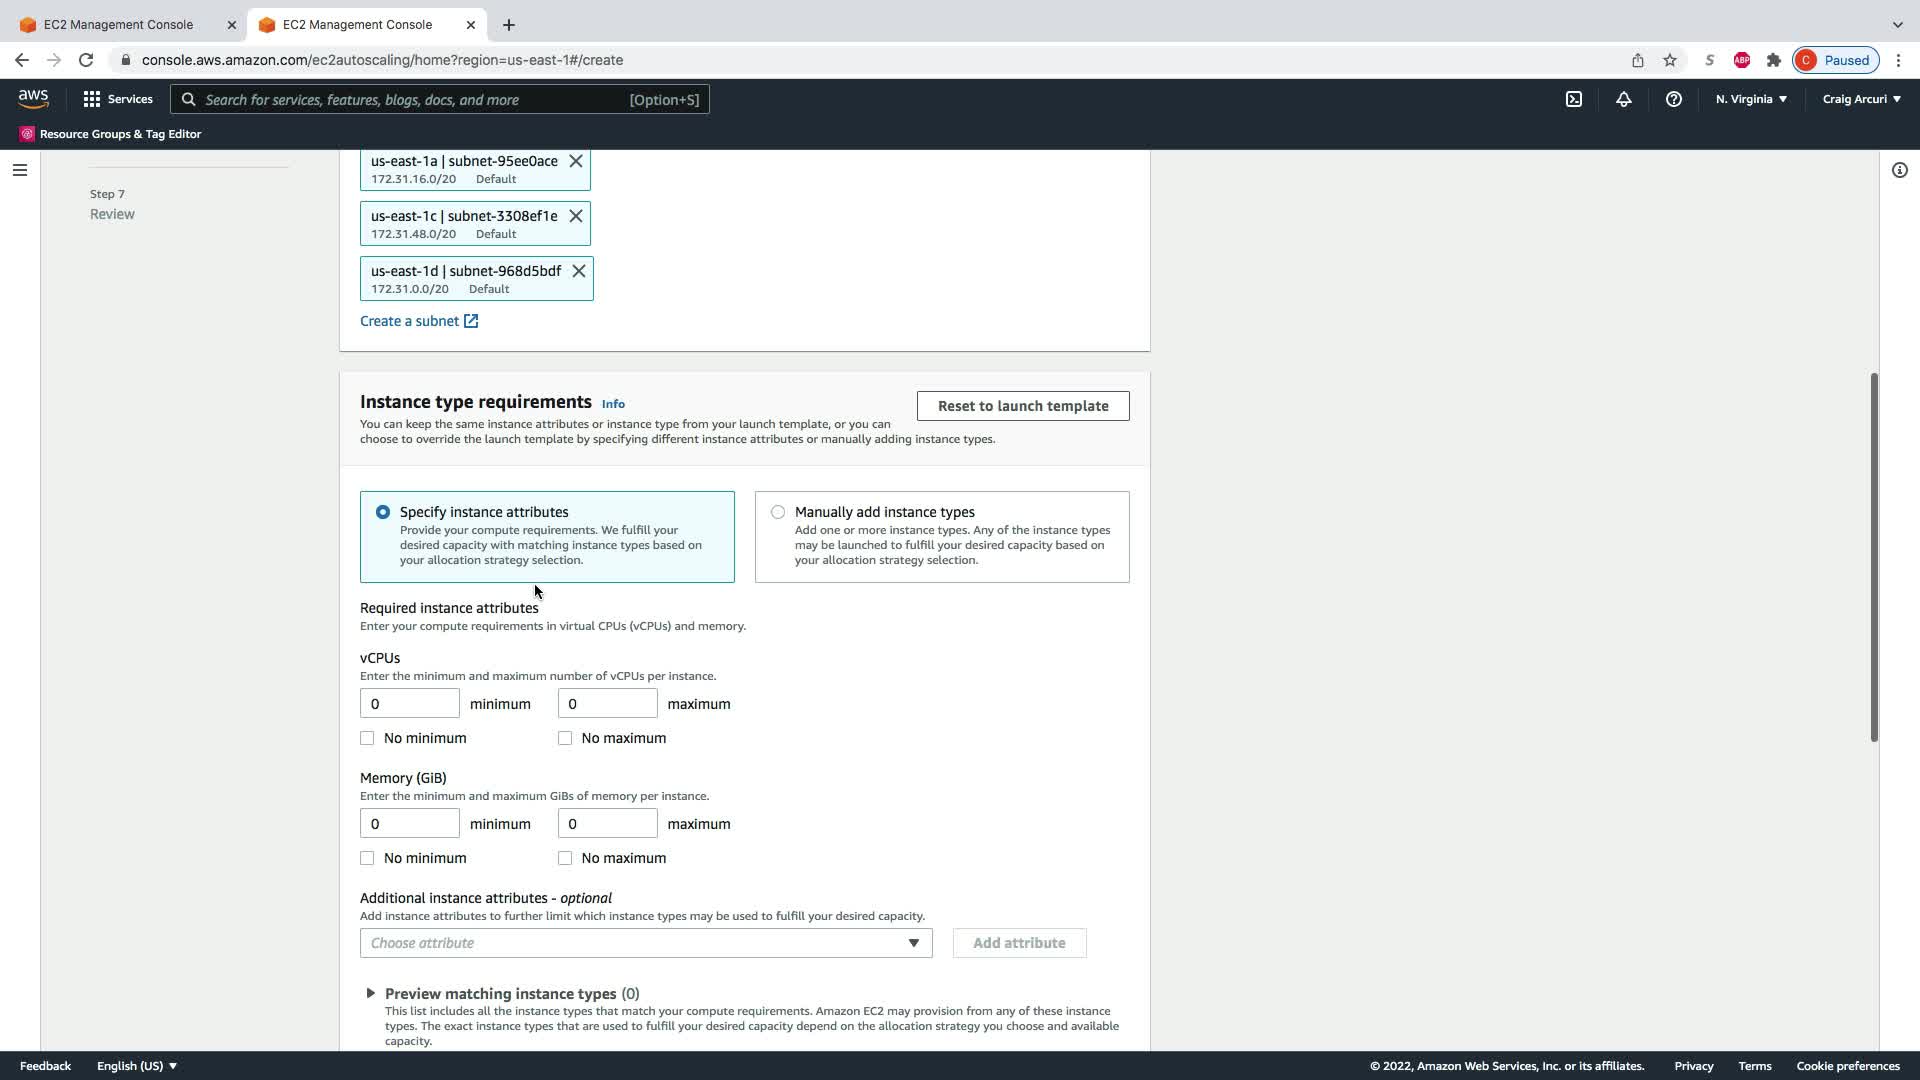 EC2 Management Console
EC2 Management Console
console.aws.amazon.com/ec2autoscaling/home?region=us-east-1#/create
S
ABP
C Paused
aws
Services
Search for services, features, blogs, docs, and more [Option+S]
N. Virginia
Craig Arcuri
Resource Groups & Tag Editor
Step 7
Review
us-east-1a | subnet-95ee0ace
172.31.16.0/20 Default
us-east-1c | subnet-3308ef1e
172.31.48.0/20 Default
us-east-1d | subnet-968d5bdf
172.31.0.0/20 Default
Create a subnet
Instance type requirements Info
Reset to launch template
You can keep the same instance attributes or instance type from your launch template, or you can
choose to override the launch template by specifying different instance attributes or manually adding instance types.
Specify instance attributes
Provide your compute requirements. We fulfill your
desired capacity with matching instance types based on
your allocation strategy selection.
Manually add instance types
Add one or more instance types. Any of the instance types
may be launched to fulfill your desired capacity based on
your allocation strategy selection.
Required instance attributes
Enter your compute requirements in virtual CPUs (vCPUs) and memory.
vCPUs
Enter the minimum and maximum number of vCPUs per instance.
0 minimum 0 maximum
No minimum No maximum
Memory (GiB)
Enter the minimum and maximum GiBs of memory per instance.
0 minimum 0 maximum
No minimum No maximum
Additional instance attributes - optional
Add instance attributes to further limit which instance types may be used to fulfill your desired capacity.
Choose attribute
Add attribute
Preview matching instance types (0)
This list includes all the instance types that match your compute requirements. Amazon EC2 may provision from any of these instance
types. The exact instance types that are used to fulfill your desired capacity depend on the allocation strategy you choose and available
capacity.
Feedback English (US) © 2022, Amazon Web Services, Inc. or its affiliates. Privacy Terms Cookie preferences